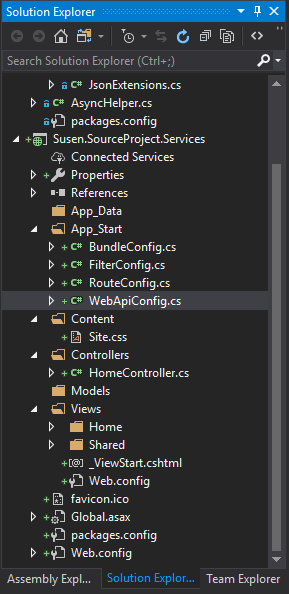 Solution Explorer
Search Solution Explorer (Ctrl+;)
JsonExtensions.cs
AsyncHelper.cs
packages.config
Susen.SourceProject.Services
Connected Services
Properties
References
App_Data
App_Start
BundleConfig.cs
FilterConfig.cs
RouteConfig.cs
WebApiConfig.cs
Content
Site.css
Controllers
HomeController.cs
Models
Views
Home
Shared
_ViewStart.cshtml
Web.config
favicon.ico
Global.asax
packages.config
Web.config
Assembly Expl... Solution Explor... Team Explorer